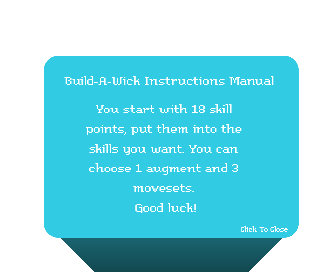 Build-A-Wick Instructions Manual
You start with 18 skill
points, put them into the
skills you want. You can
choose 1 augment and 3
movesets.
Good luck!
Click To Close